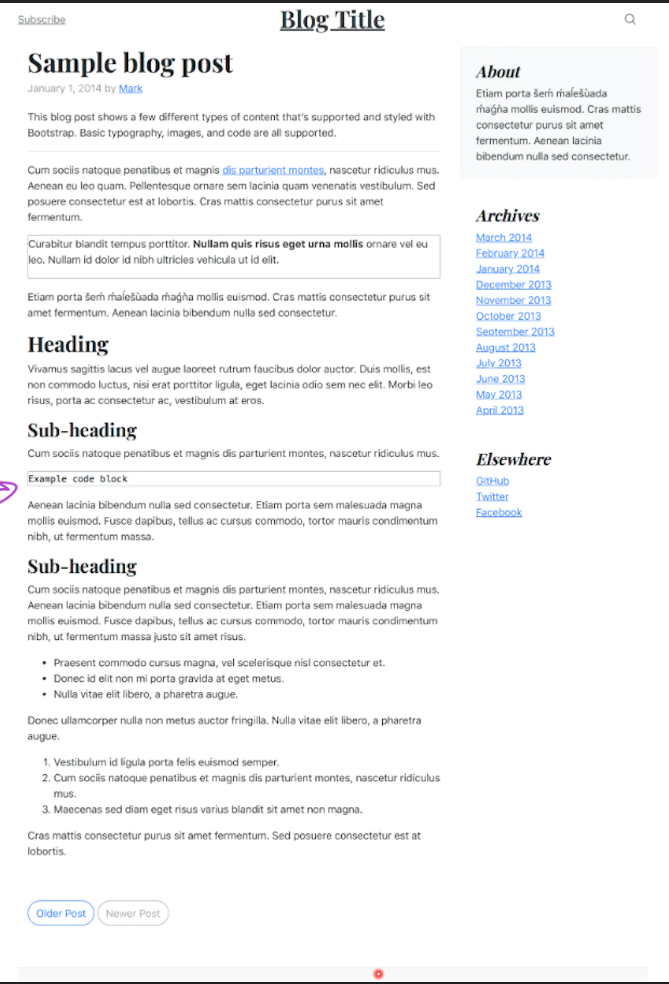 Subscribe
Blog Title
Sample blog post
January 1, 2014 by Mark
This blog post shows a few different types of content that's supported and styled with
Bootstrap. Basic typography, images, and code are all supported.
Cum sociis natoque penatibus et magnis dis parturient montes, nascetur ridiculus mus.
Aenean eu leo quam. Pellentesque ornare sem lacinia quam venenatis vestibulum. Sed
posuere consectetur est at lobortis. Cras mattis consectetur purus sit amet
fermentum.
Curabitur blandit tempus porttitor. Nullam quis risus eget urna mollis ornare vel eu
leo. Nullam id dolor id nibh ultricies vehicula ut id elit.
Etiam porta mollis euismod. Cras mattis consectetur purus sit
amet fermentum. Aenean lacinia bibendum nulla sed consectetur.
Heading
Vivamus sagittis lacus vel augue laoreet rutrum faucibus dolor auctor. Duis mollis, est
non commodo luctus, nisi erat porttitor ligula, eget lacinia odio sem nec elit. Morbi leo
risus, porta ac consectetur ac, vestibulum at eros.
Sub-heading
Cum sociis natoque penatibus et magnis dis parturient montes, nascetur ridiculus mus.
Example code block
Aenean lacinia bibendum nulla sed consectetur. Etiam porta sem malesuada magna
mollis euismod. Fusce dapibus, tellus ac cursus commodo, tortor mauris condimentum
nibh, ut fermentum massa.
Sub-heading
Cum sociis natoque penatibus et magnis dis parturient montes, nascetur ridiculus mus.
Aenean lacinia bibendum nulla sed consectetur. Etiam porta sem malesuada magna
mollis euismod. Fusce dapibus, tellus ac cursus commodo, tortor mauris condimentum
nibh, ut fermentum massa justo sit amet risus.
• Praesent commodo cursus magna, vel scelerisque nisl consectetur et.
• Donec id elit non mi porta gravida at eget metus.
• Nulla vitae elit libero, a pharetra augue.
Donec ullamcorper nulla non metus auctor fringilla. Nulla vitae elit libero, a pharetra
augue.
1. Vestibulum id ligula porta felis euismod semper.
2. Cum sociis natoque penatibus et magnis dis parturient montes, nascetur ridiculus
mus.
3. Maecenas sed diam eget risus varius blandit sit amet non magna.
Cras mattis consectetur purus sit amet fermentum. Sed posuere consectetur est at
lobortis.
Older Post
Newer Post
About
Etiam porta
mollis euismod. Cras mattis
consectetur purus sit amet
fermentum. Aenean lacinia
bibendum nulla sed consectetur.
Archives
March 2014
February 2014
January 2014
December 2013
November 2013
October 2013
September 2013
August 2013
July 2013
June 2013
May 2013
April 2013
Elsewhere
GitHub
Twitter
Facebook